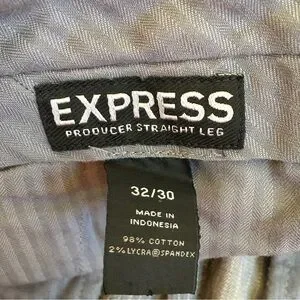 EXPRESS
PRODUCER STRAIGHT LEG
32/30
MADE IN
INDONESIA
98% COTTON
2% LYCRA®SPANDEX